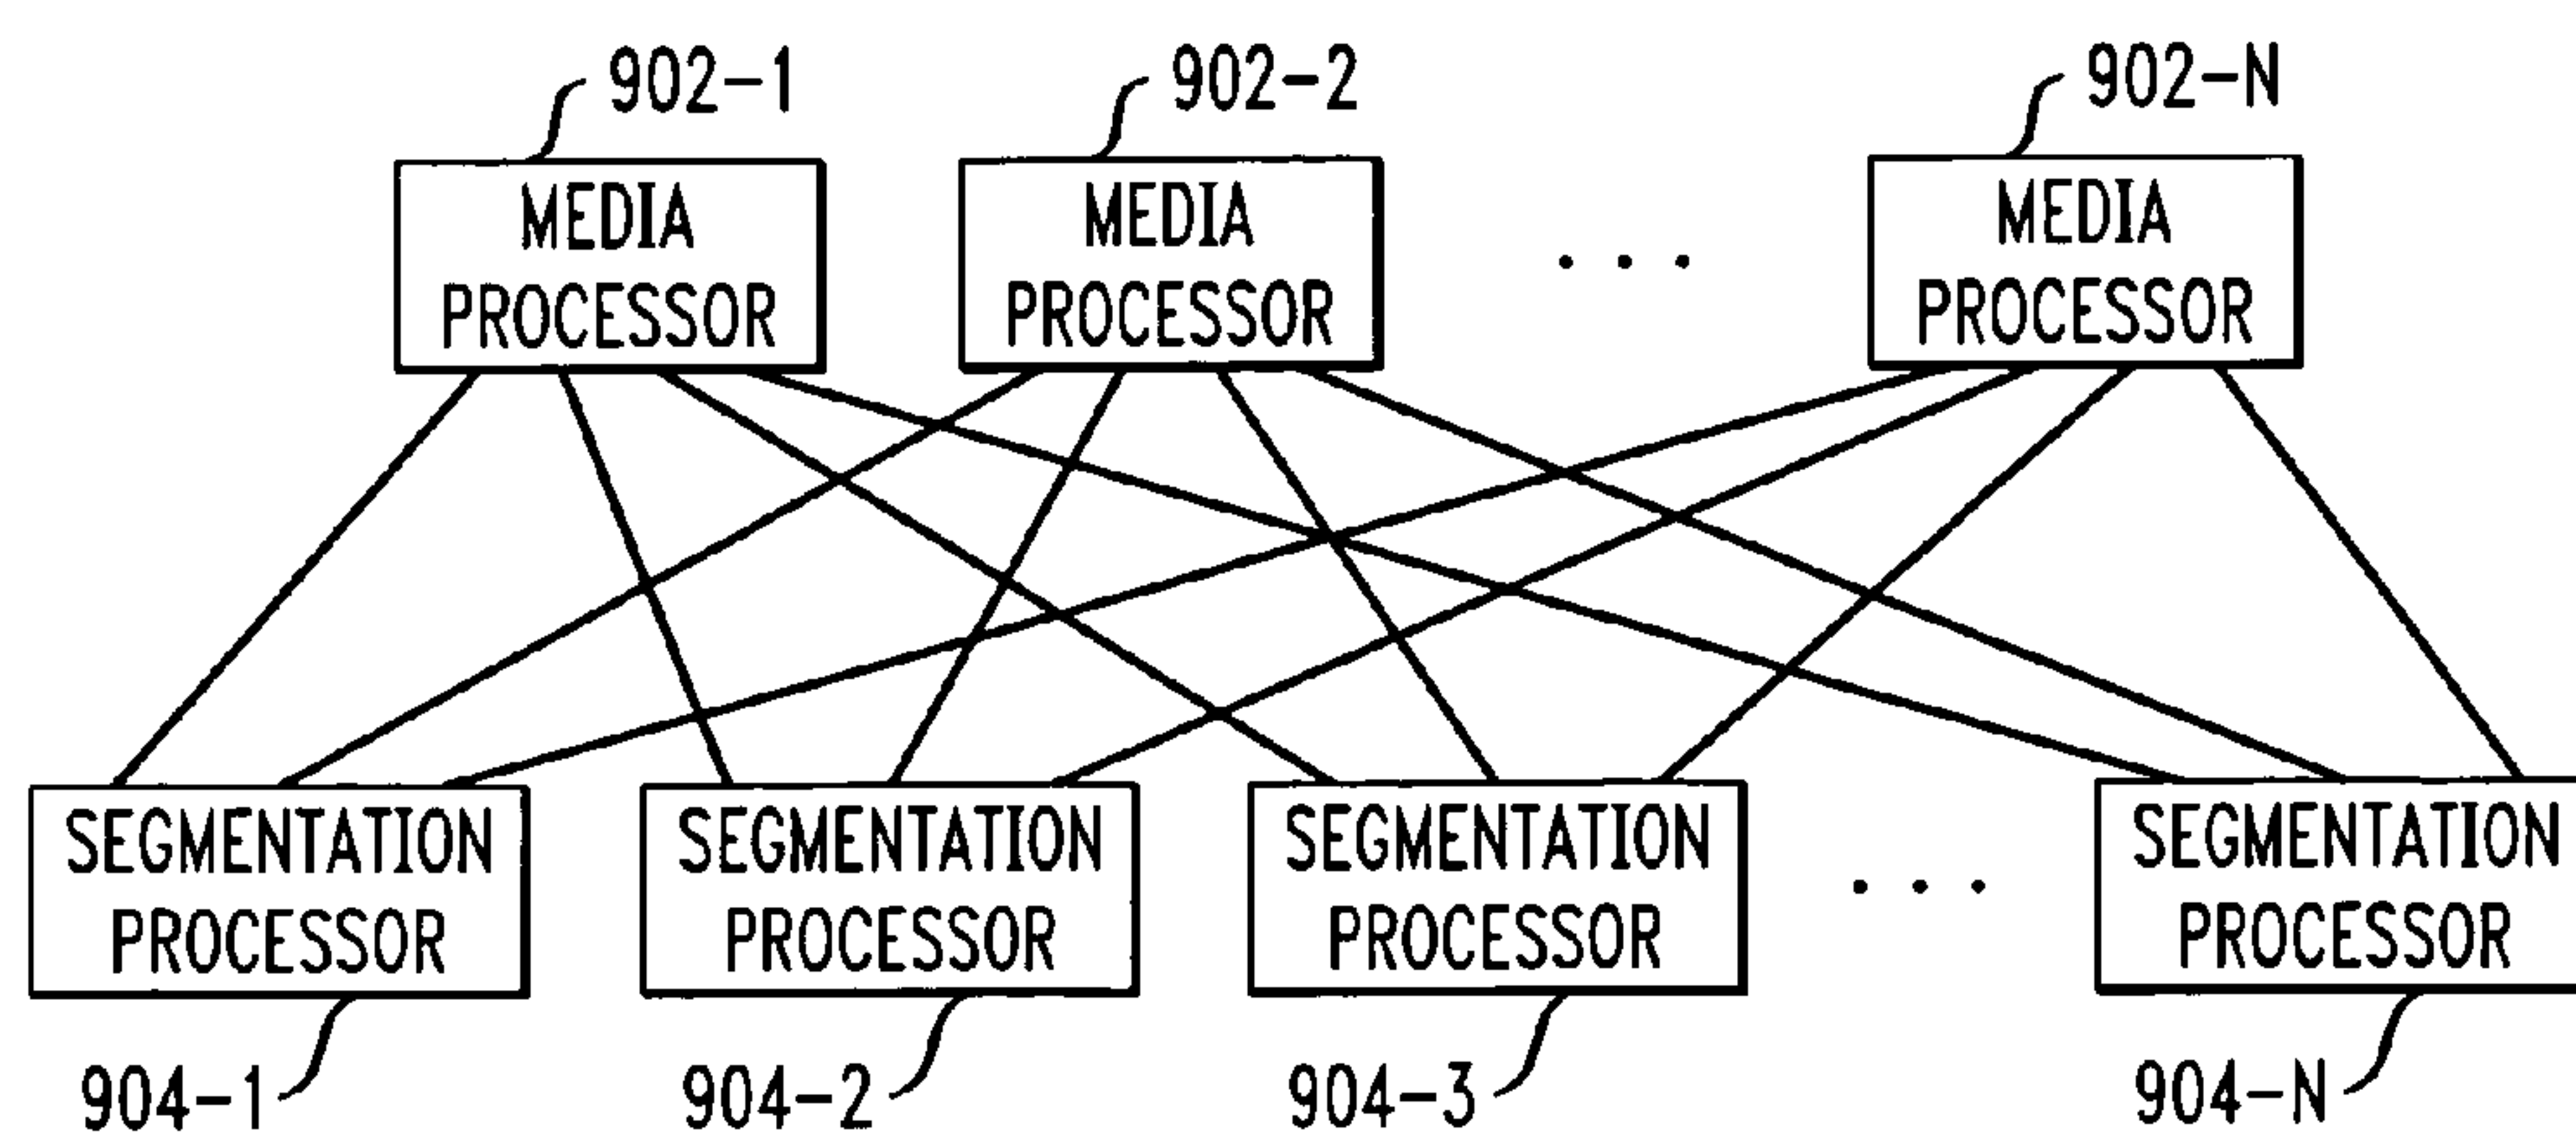 902-1
902-2
902-N
MEDIA
PROCESSOR
MEDIA
PROCESSOR
. . .
MEDIA
PROCESSOR
SEGMENTATION
PROCESSOR
SEGMENTATION
PROCESSOR
SEGMENTATION
PROCESSOR
. . .
SEGMENTATION
PROCESSOR
904-1
904-2
904-3
904-N